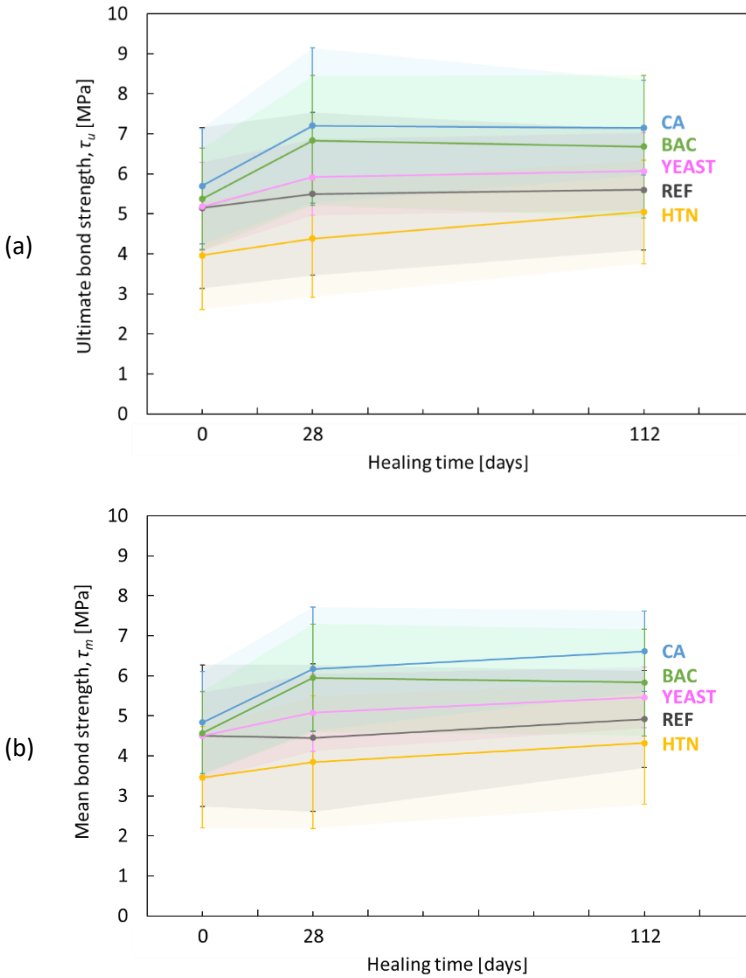 (a)
Ultimate bond strength, τu [MPa]
10
9
8
7
6
5
4
3
2
1
0
CA
BAC
YEAST
REF
HTN
0 28 112
Healing time [days]
(b)
Mean bond strength, τm [MPa]
10
9
8
7
6
5
4
3
2
1
0
CA
BAC
YEAST
REF
HTN
0 28 112
Healing time [days]